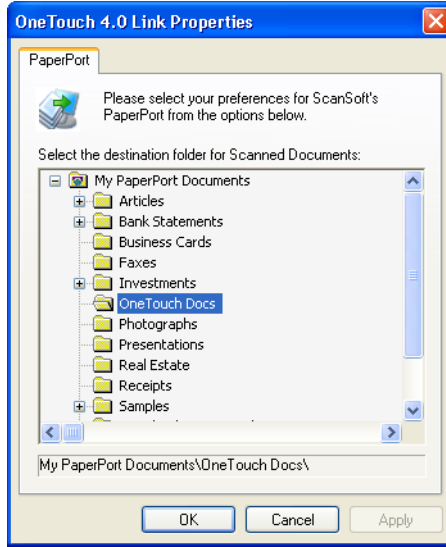 OneTouch 4.0 Link Properties
PaperPort
Please select your preferences for ScanSoft's
PaperPort from the options below.
Select the destination folder for Scanned Documents:
My PaperPort Documents
Articles
Bank Statements
Business Cards
Faxes
Investments
OneTouch Docs
Photographs
Presentations
Real Estate
Receipts
Samples
My PaperPort Documents\OneTouch Docs\
OK Cancel Apply